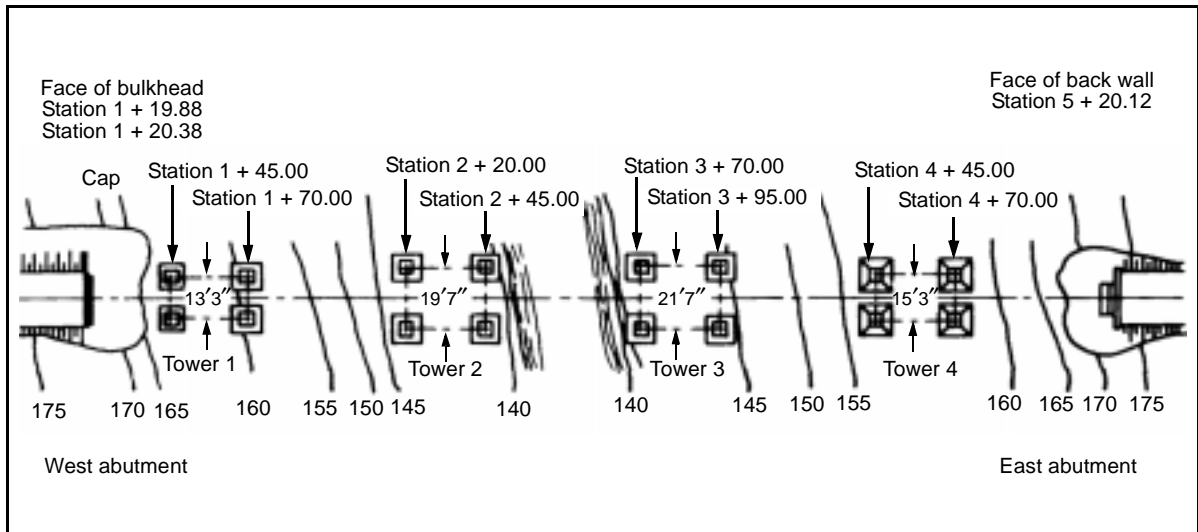 Face of bulkhead
Station 1 + 19.88
Station 1 + 20.38
Face of back wall
Station 5 + 20.12
Cap
Station 1 + 45.00
Station 1 + 70.00
Station 2 + 20.00
Station 2 + 45.00
Station 3 + 70.00
Station 3 + 95.00
Station 4 + 45.00
Station 4 + 70.00
13′3″
19′7″
21′7″
15′3″
Tower 1
Tower 2
Tower 3
Tower 4
175
170
165
160
155
150
145
140
140
145
150
155
160
165
170
175
West abutment
East abutment